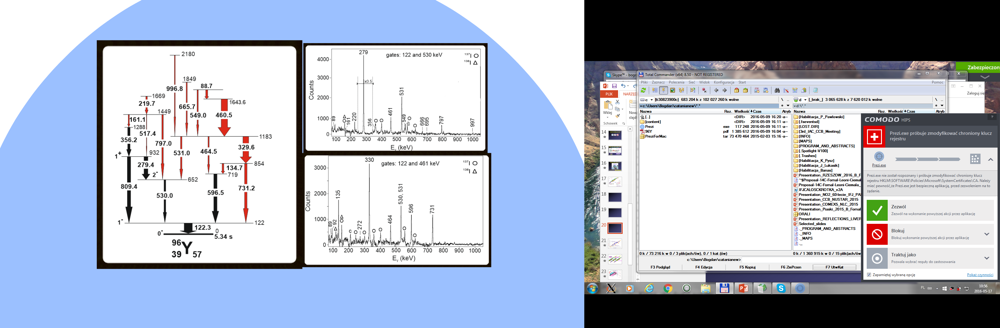 2180
1849
996.8
88.7
1669
219.7
665.7
1643.6
1449
549.0
460.5
161.1
1288
517.4
1183
356.2
797.0
329.6
531.0
464.5
1+
932
279.4
854
134.7
2-
719
652
809.4
530.0
596.5
731.2
1-
122
122.3
0-
0
5.34 s
96
39 Y 57
279
gates: 122 and 530 keV
137I O
138I Δ
4000
3000
2000
1000
0
Counts
x0.5
89
Δ
O
161
220
356
O
O
461
531
549
O
c
O
666
695
797
997
100 200 300 400 500 600 700 800 900 1000
Eγ (keV)
330
gates: 122 and 461 keV
137I O
138I Δ
3000
2000
1000
0
Counts
89
92
Δ
135
Δ
O
c
O
272
O
O
O
464
530, 531
O
596
O
731
100 200 300 400 500 600 700 800 900 1000
Eγ (keV)
Zabezpieczon
Skype™ - bogd
Total Commander (x64) 8.50 - NOT REGISTERED
Pliki Zaznacz Polecenia Sieć Widok Konfiguracja Start Pomoc
PLIK
NARZĘD
Zaloguj się
Wklej
Now
slajd
Schowek
c [ti30823900c] 683 204 k z 102 027 260 k wolne \ ..
d [_brak_] 3 065 628 k z 7 620 012 k wolne \ ..
c:\Users\Bogdan\catanianew\*.* * 
d:\*.* *
Nazwa Roz. Wielkość Czas Atryb
[..] <DIR> 2016-05-09 16:20 -a--
[content] <DIR> 2016-05-09 16:11 -a--
Prezi exe 117 248 2016-05-09 16:11 -a--
96Y pdf 1 385 612 2016-05-09 16:04 -a--
PreziForMac tar 73 470 464 2015-02-03 15:16 -a--
Nazwa Roz. Wielkość Czas Atryb
[Habilitacja_P_Pawlowski]
[.fseventsd]
[LOST.DIR]
[3rd_IAC_CCB_Meeting]
[INFO]
[MAPS]
[PROGRAM_AND_ABSTRACTS]
[.Spotlight-V100]
[.Trashes]
[Habilitacja_K_Pysz]
[Habilitacja_J_Lukasik]
[Habilitacja_Banas]
Presentation_RZESZOW_2016_B_F
~$Proposal-14C-Fornal-Leoni-Ciemal
Proposal-14C-Fornal-Leoni-Ciemala_
IFJCALOSCKROTKA_v2A
Presentation_NO2_60-lecie_IFJ_PA
Presentation_CCB_NUSTAR_2015
Presentation_COMEX5_NLC_2015
Presentation_Piaski_2015_B_Fornal
ORALI
Presentation_REFLECTIONS_LIVER
Selected_slides
._PROGRAM_AND_ABSTRACTS
._INFO
._MAPS
._
14
15
16
17
18
19
20
21
22
23
0 k / 73 216 k w 0 / 3 plik(ach/ów), 0 / 1 kat.(ów)
0 k / 1 360 915 k w 0 / 15 plik(ach/ów
c:\Users\Bogdan\catanianew>
F3 Podgląd F4 Edycja F5 Kopiuj F6 ZmPrzen F7 UtwKat
COMODO HIPS ?
Prezi.exe próbuje zmodyfikować chroniony klucz
rejestru
Prezi.exe
Prezi.exe nie został rozpoznany i próbuje zmodyfikować chroniony klucz
rejestru HKLM\SOFTWARE\Policies\Microsoft\SystemCertificates\CA. Należy
mieć pewność,że Prezi.exe jest bezpieczną aplikacją, przed zezwoleniem na to
żądanie.
Zezwól
Zezwól na wykonanie powyższej akcji przez aplikację
Blokuj
Blokuj wykonanie powyższej akcji przez aplikację
Traktuj jako
Pozwala wybrać reguły do zastosowania
Zapamiętaj wybraną opcję
Pokaż czynności
PL
10:56
2016-05-17